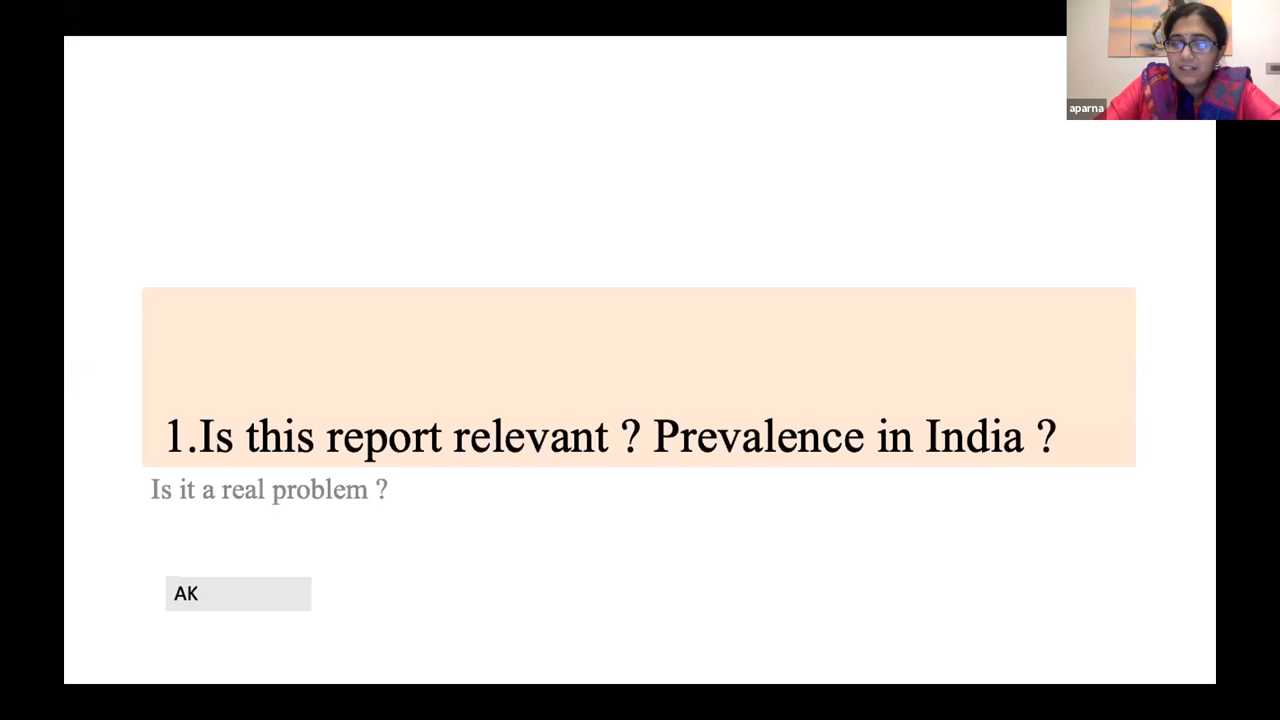 aparna
1.Is this report relevant ? Prevalence in India ?
Is it a real problem ?
AK